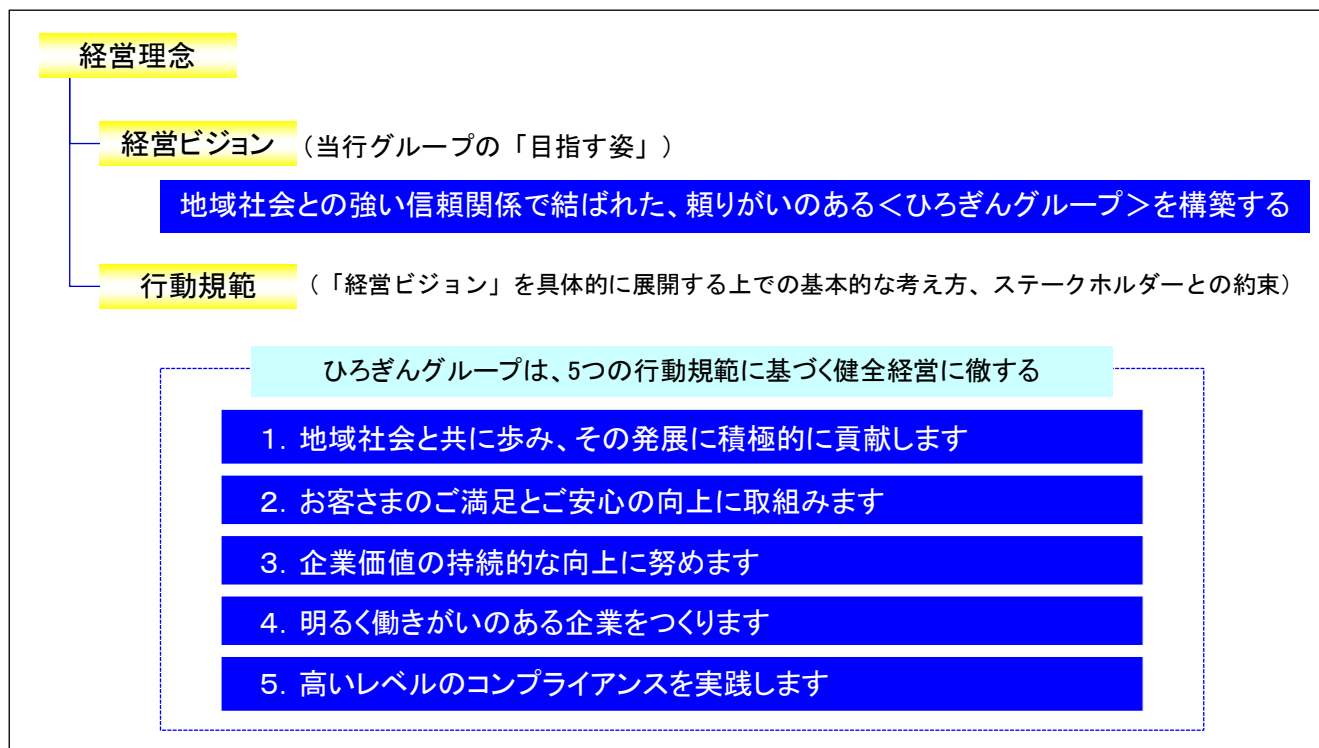 経営理念
経営ビジョン（当行グループの「目指す姿」）
地域社会との強い信頼関係で結ばれた、頼りがいのある＜ひろぎんグループ＞を構築する
行動規範（「経営ビジョン」を具体的に展開する上での基本的な考え方、ステークホルダーとの約束）
ひろぎんグループは、5つの行動規範に基づく健全経営に徹する
１．地域社会と共に歩み、その発展に積極的に貢献します
２．お客さまのご満足とご安心の向上に取組みます
３．企業価値の持続的な向上に努めます
４．明るく働きがいのある企業をつくります
５．高いレベルのコンプライアンスを実践します